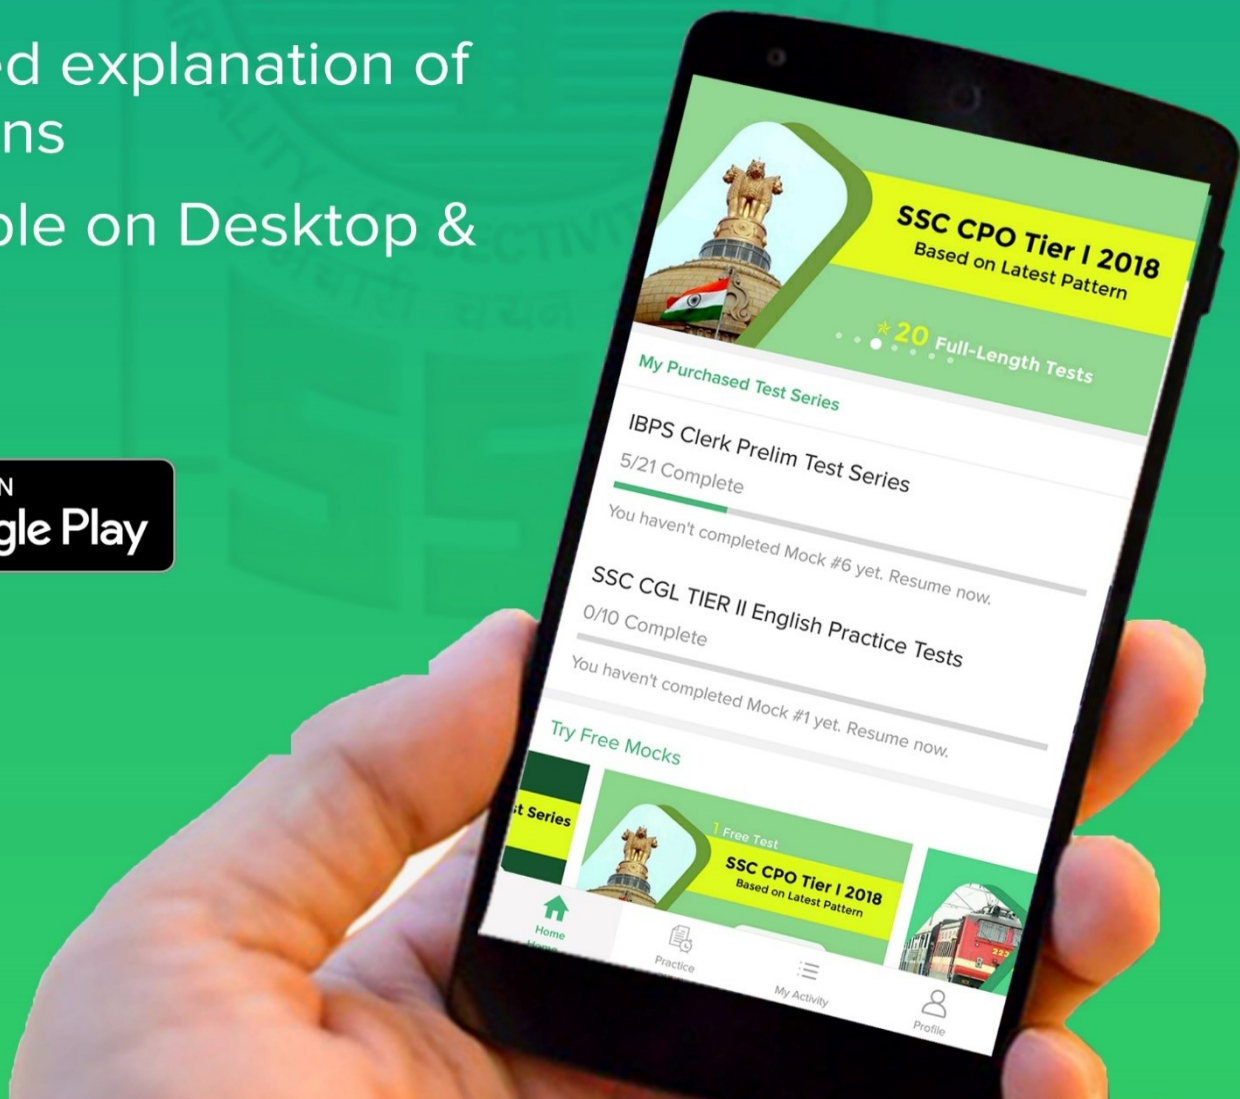 ed explanation of
ns
ble on Desktop &
N
gle Play
SSC CPO Tier I 2018
Based on Latest Pattern
20 Full-Length Tests
My Purchased Test Series
IBPS Clerk Prelim Test Series
5/21 Complete
You haven't completed Mock #6 yet. Resume now.
SSC CGL TIER II English Practice Tests
0/10 Complete
You haven't completed Mock #1 yet. Resume now.
Try Free Mocks
st Series
1 Free Test
SSC CPO Tier I 2018
Based on Latest Pattern
Home
Home
Practice
My Activity
Profile